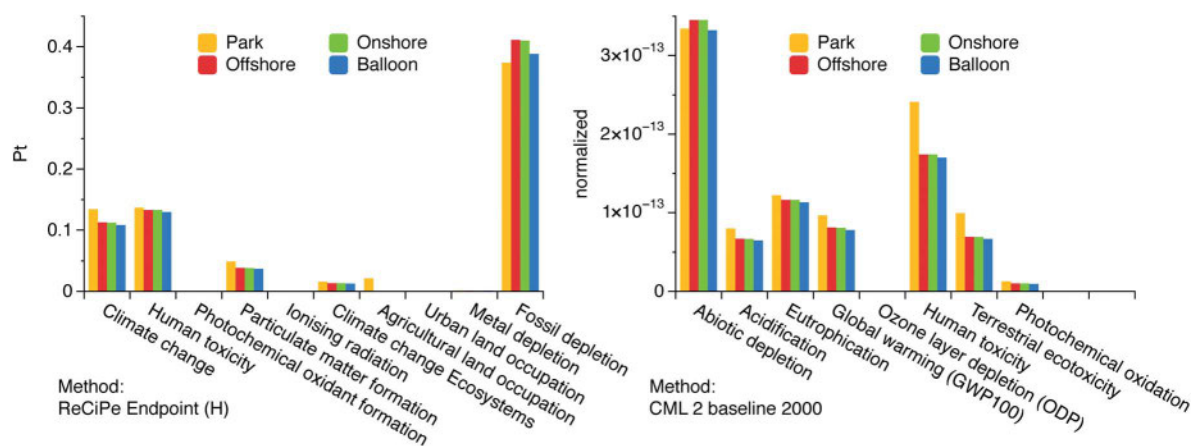 0.4
0.3
0.2
0.1
0
Pt
Park
Onshore
Offshore
Balloon
Climate change
Human toxicity
Photochemical oxidant formation
Particulate matter formation
Ionising radiation
Climate change Ecosystems
Agricultural land occupation
Urban land occupation
Metal depletion
Fossil depletion
Method:
ReCiPe Endpoint (H)
3×10⁻¹³
2×10⁻¹³
1×10⁻¹³
0
normalized
Park
Onshore
Offshore
Balloon
Abiotic depletion
Acidification
Eutrophication
Global warming (GWP100)
Ozone layer depletion (ODP)
Human toxicity
Terrestrial ecotoxicity
Photochemical oxidation
Method:
CML 2 baseline 2000